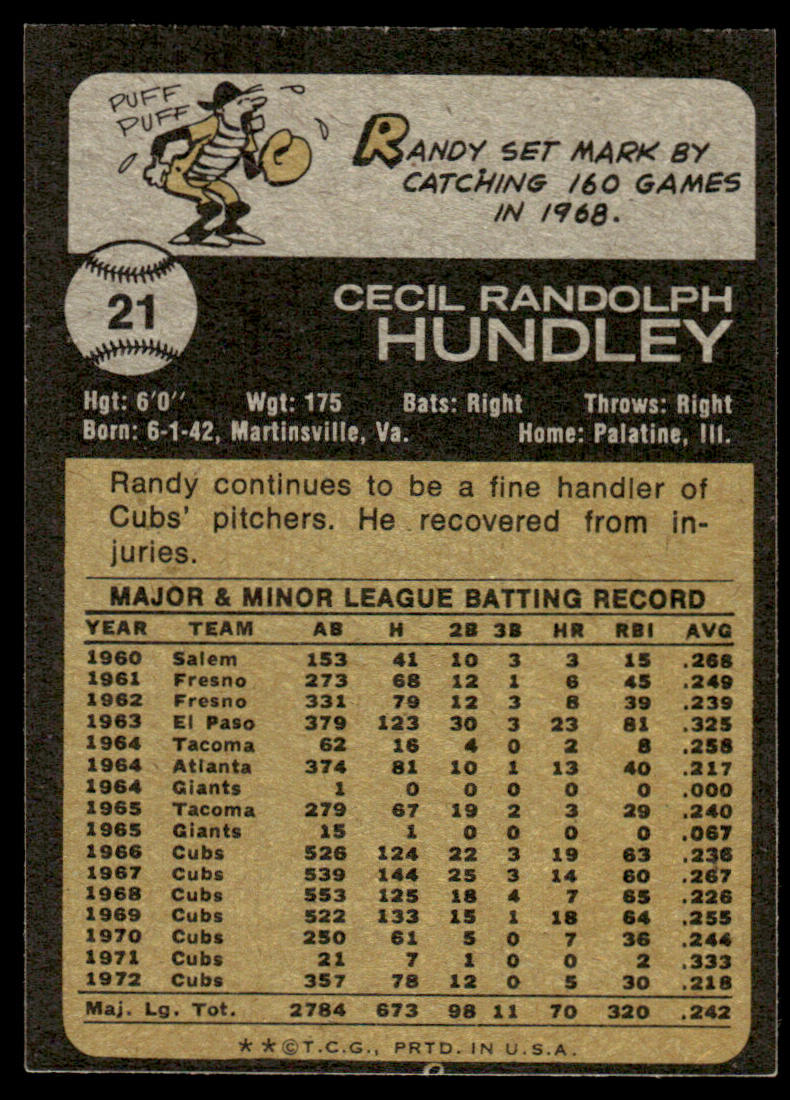 PUFF
PUFF
RANDY SET MARK BY
CATCHING 160 GAMES
IN 1968.
21
CECIL RANDOLPH
HUNDLEY
Hgt: 6'0" Wgt: 175 Bats: Right Throws: Right
Born: 6-1-42, Martinsville, Va. Home: Palatine, Ill.
Randy continues to be a fine handler of
Cubs' pitchers. He recovered from in-
juries.
MAJOR & MINOR LEAGUE BATTING RECORD
YEAR TEAM AB H 2B 3B HR RBI AVG
1960 Salem 153 41 10 3 3 15 .268
1961 Fresno 273 68 12 1 6 45 .249
1962 Fresno 331 79 12 3 8 39 .239
1963 El Paso 379 123 30 3 23 81 .325
1964 Tacoma 62 16 4 0 2 8 .258
1964 Atlanta 374 81 10 1 13 40 .217
1964 Giants 1 0 0 0 0 0 .000
1965 Tacoma 279 67 19 2 3 29 .240
1965 Giants 15 1 0 0 0 0 .067
1966 Cubs 526 124 22 3 19 63 .236
1967 Cubs 539 144 25 3 14 60 .267
1968 Cubs 553 125 18 4 7 65 .226
1969 Cubs 522 133 15 1 18 64 .255
1970 Cubs 250 61 5 0 7 36 .244
1971 Cubs 21 7 1 0 0 2 .333
1972 Cubs 357 78 12 0 5 30 .218
Maj. Lg. Tot. 2784 673 98 11 70 320 .242
**©T.C.G., PRTD. IN U.S.A.